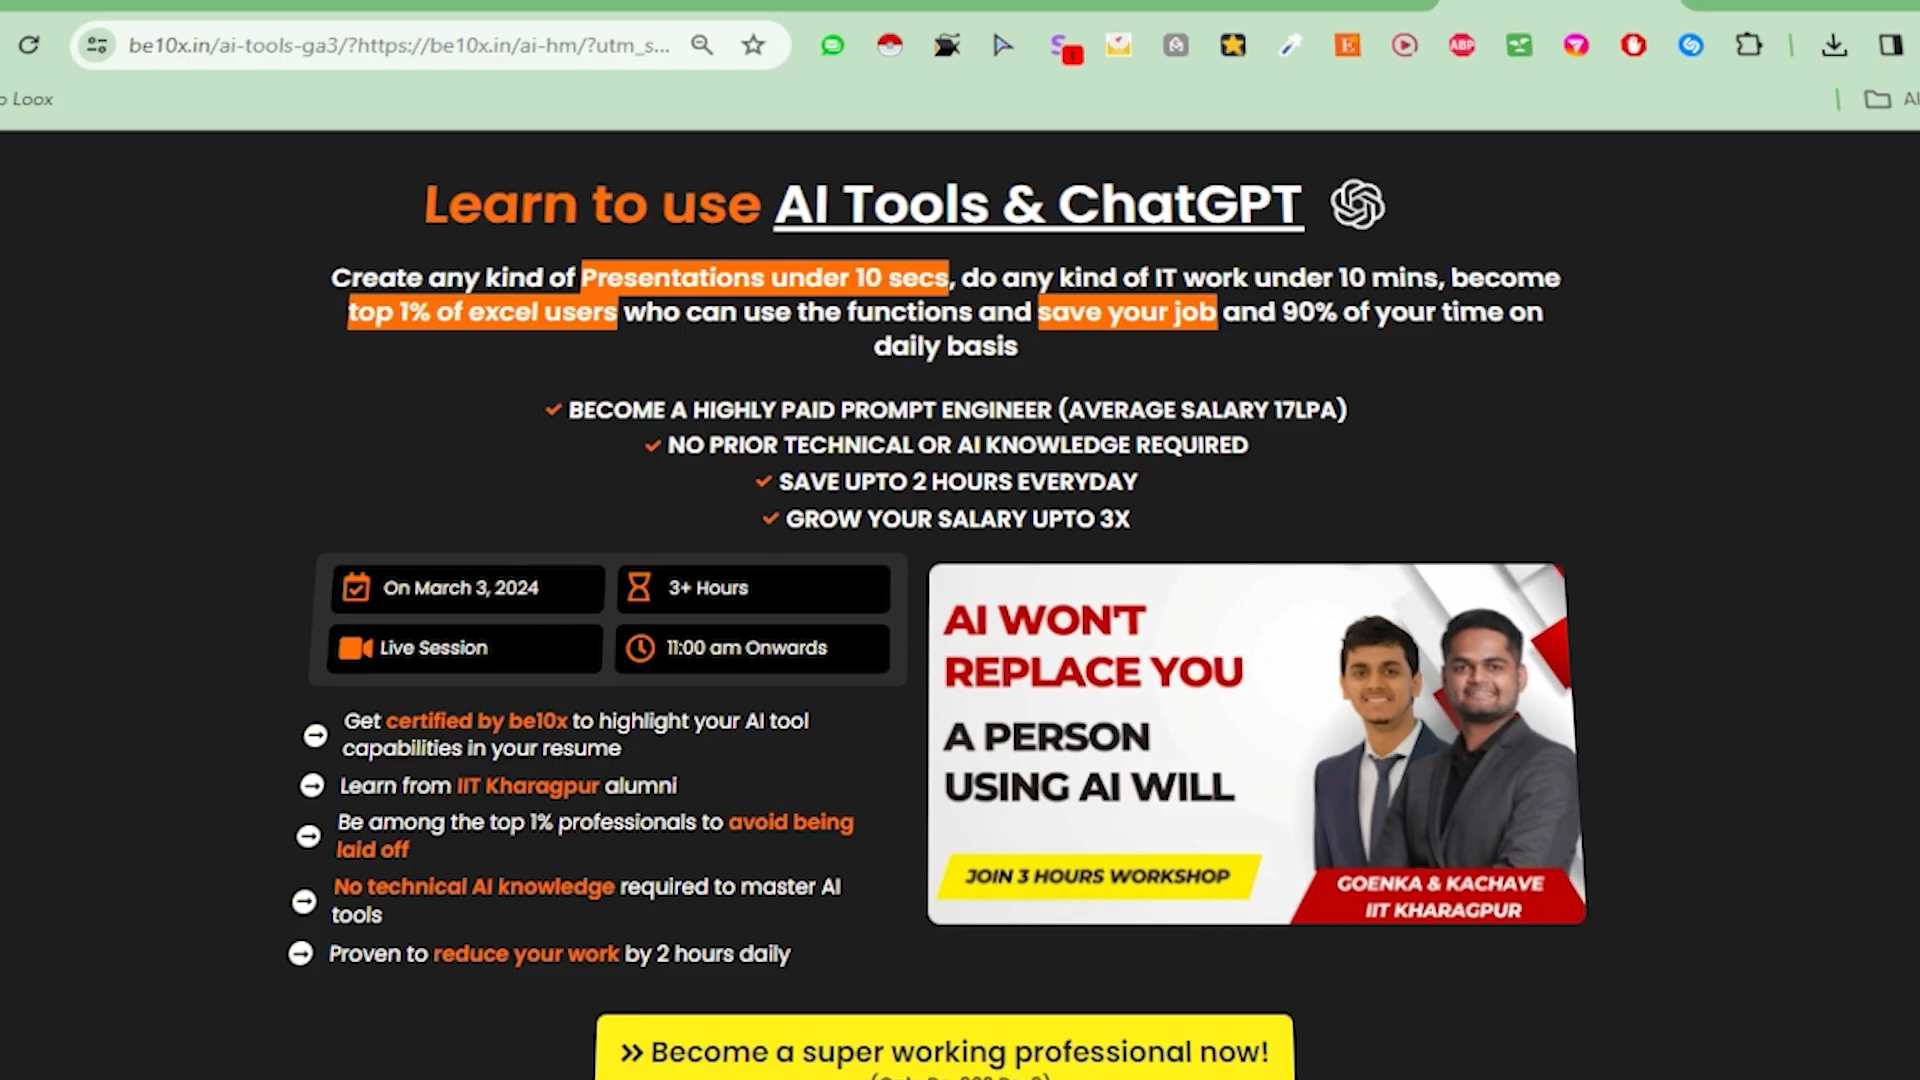 be10x.in/ai-tools-ga3/?https://be10x.in/ai-hm/?utm_s...
Loox
Learn to use AI Tools & ChatGPT
Create any kind of Presentations under 10 secs, do any kind of IT work under 10 mins, become
top 1% of excel users who can use the functions and save your job and 90% of your time on
daily basis
BECOME A HIGHLY PAID PROMPT ENGINEER (AVERAGE SALARY 17LPA)
NO PRIOR TECHNICAL OR AI KNOWLEDGE REQUIRED
SAVE UPTO 2 HOURS EVERYDAY
GROW YOUR SALARY UPTO 3X
On March 3, 2024
3+ Hours
Live Session
11:00 am Onwards
Get certified by be10x to highlight your AI tool
capabilities in your resume
Learn from IIT Kharagpur alumni
Be among the top 1% professionals to avoid being
laid off
No technical AI knowledge required to master AI
tools
Proven to reduce your work by 2 hours daily
AI WON'T
REPLACE YOU
A PERSON
USING AI WILL
JOIN 3 HOURS WORKSHOP
GOENKA & KACHAVE
IIT KHARAGPUR
ABP
>> Become a super working professional now!